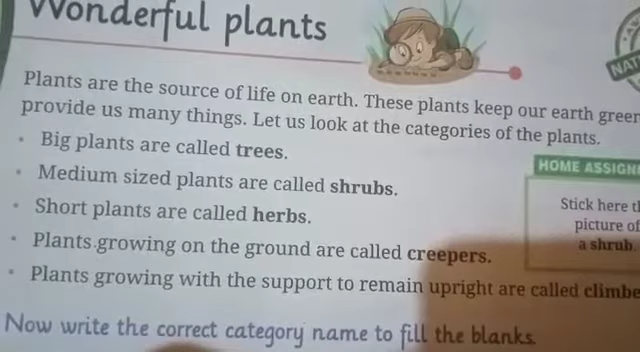 Wonderful plants
Plants are the source of life on earth. These plants keep our earth green
provide us many things. Let us look at the categories of the plants.
• Big plants are called trees.
• Medium sized plants are called shrubs.
• Short plants are called herbs.
• Plants growing on the ground are called creepers.
• Plants growing with the support to remain upright are called climbe
HOME ASSIGN
Stick here t
picture of
a shrub.
Now write the correct category name to fill the blanks.
NAT